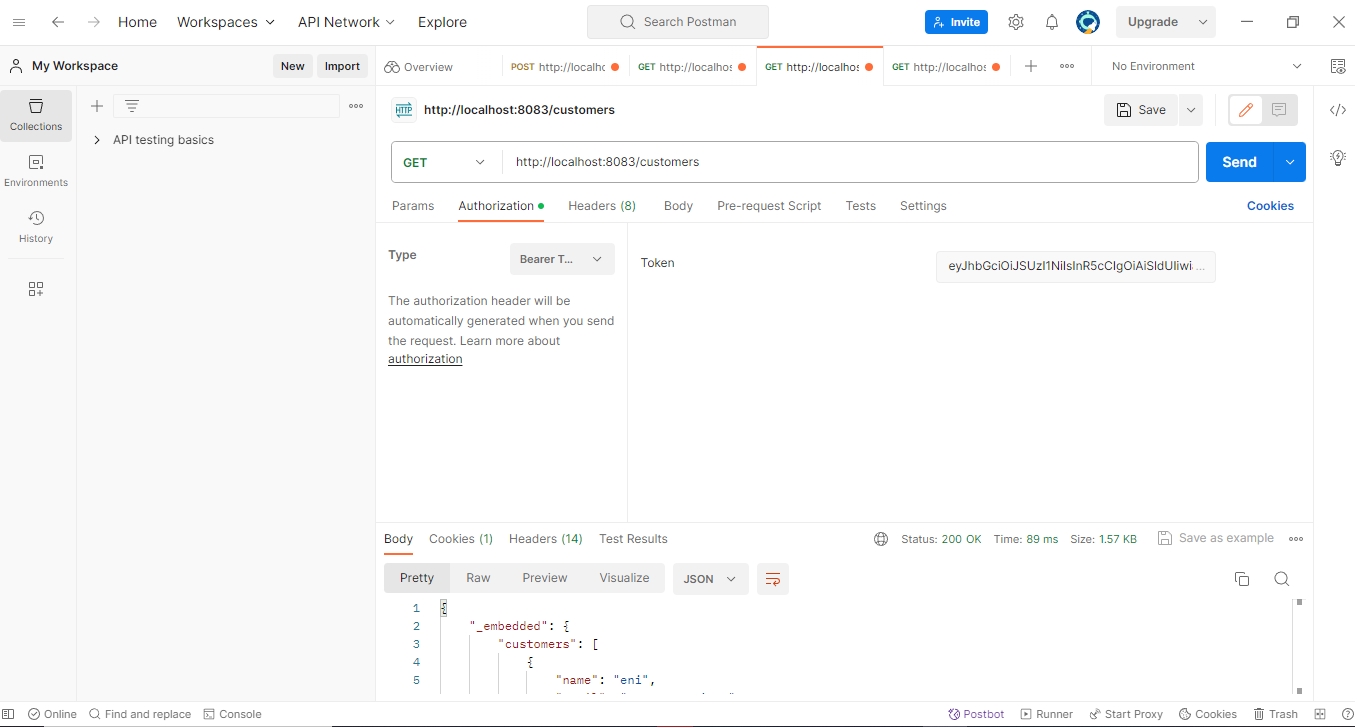 Home Workspaces API Network Explore Search Postman Invite Upgrade
My Workspace New Import Overview POST http://localhc GET http://localhos GET http://localhos GET http://localhos No Environment
Collections
API testing basics
HTTP http://localhost:8083/customers Save
Environments
GET http://localhost:8083/customers Send
History
Params Authorization Headers (8) Body Pre-request Script Tests Settings Cookies
Type Bearer T... Token eyJhbGciOiJSUzI1NiIsInR5cCIgOiAiSldUIiwi ...
The authorization header will be
automatically generated when you send
the request. Learn more about
authorization
Body Cookies (1) Headers (14) Test Results Status: 200 OK Time: 89 ms Size: 1.57 KB Save as example
Pretty Raw Preview Visualize JSON
1 {
2 "_embedded": {
3 "customers": [
4 {
5 "name": "eni",
Online Find and replace Console Postbot Runner Start Proxy Cookies Trash